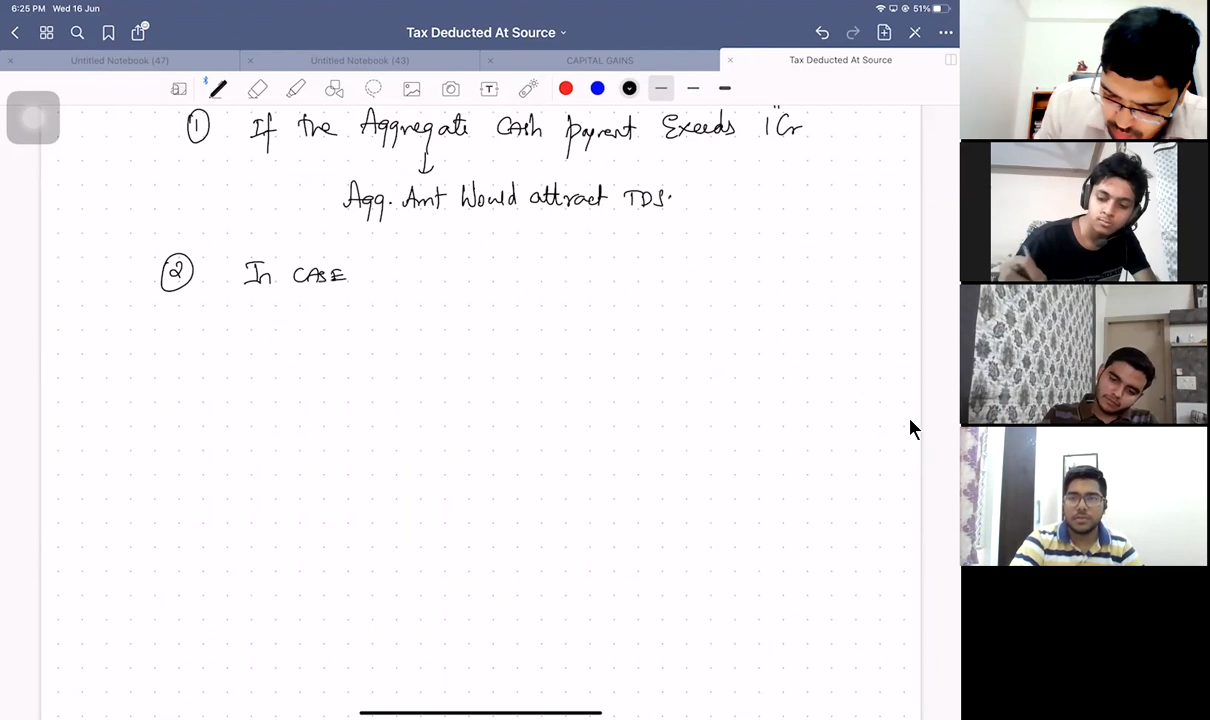 6:25 PM Wed 16 Jun
51%
Tax Deducted At Source
Untitled Notebook (47)
Untitled Notebook (43)
CAPITAL GAINS
Tax Deducted At Source
① If the Aggregate Cash payment Exeeds 1Cr
Agg. Amt Would attract TDS.
② In CASE